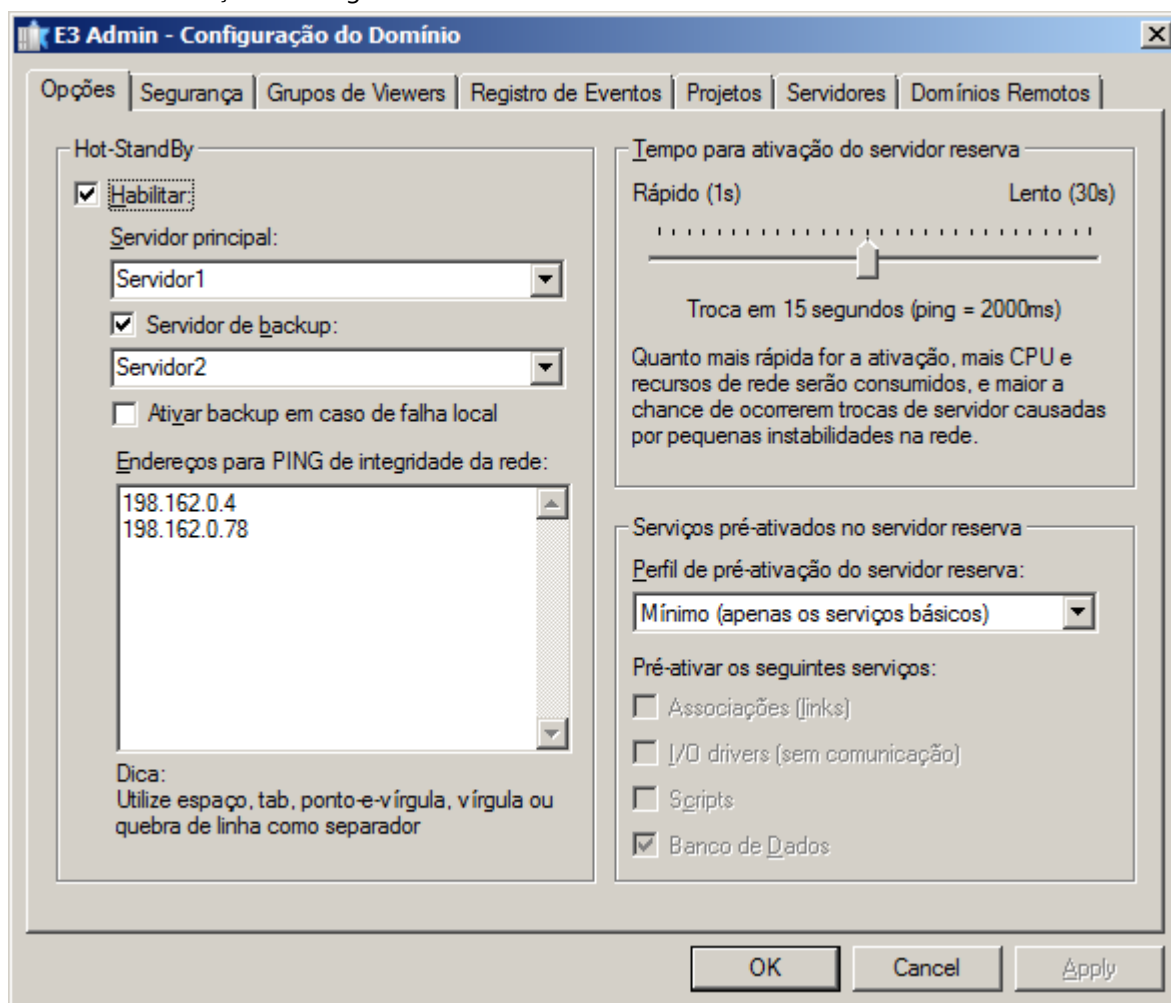 E3 Admin - Configuração do Domínio
Opções Segurança Grupos de Viewers Registro de Eventos Projetos Servidores Domínios Remotos
Hot-StandBy
Habilitar:
Servidor principal:
Servidor1
Servidor de backup:
Servidor2
Ativar backup em caso de falha local
Endereços para PING de integridade da rede:
198.162.0.4
198.162.0.78
Dica:
Utilize espaço, tab, ponto-e-vírgula, vírgula ou
quebra de linha como separador
Tempo para ativação do servidor reserva
Rápido (1s) Lento (30s)
Troca em 15 segundos (ping = 2000ms)
Quanto mais rápida for a ativação, mais CPU e
recursos de rede serão consumidos, e maior a
chance de ocorrerem trocas de servidor causadas
por pequenas instabilidades na rede.
Serviços pré-ativados no servidor reserva
Perfil de pré-ativação do servidor reserva:
Mínimo (apenas os serviços básicos)
Pré-ativar os seguintes serviços:
Associações (links)
I/O drivers (sem comunicação)
Scripts
Banco de Dados
OK Cancel Apply